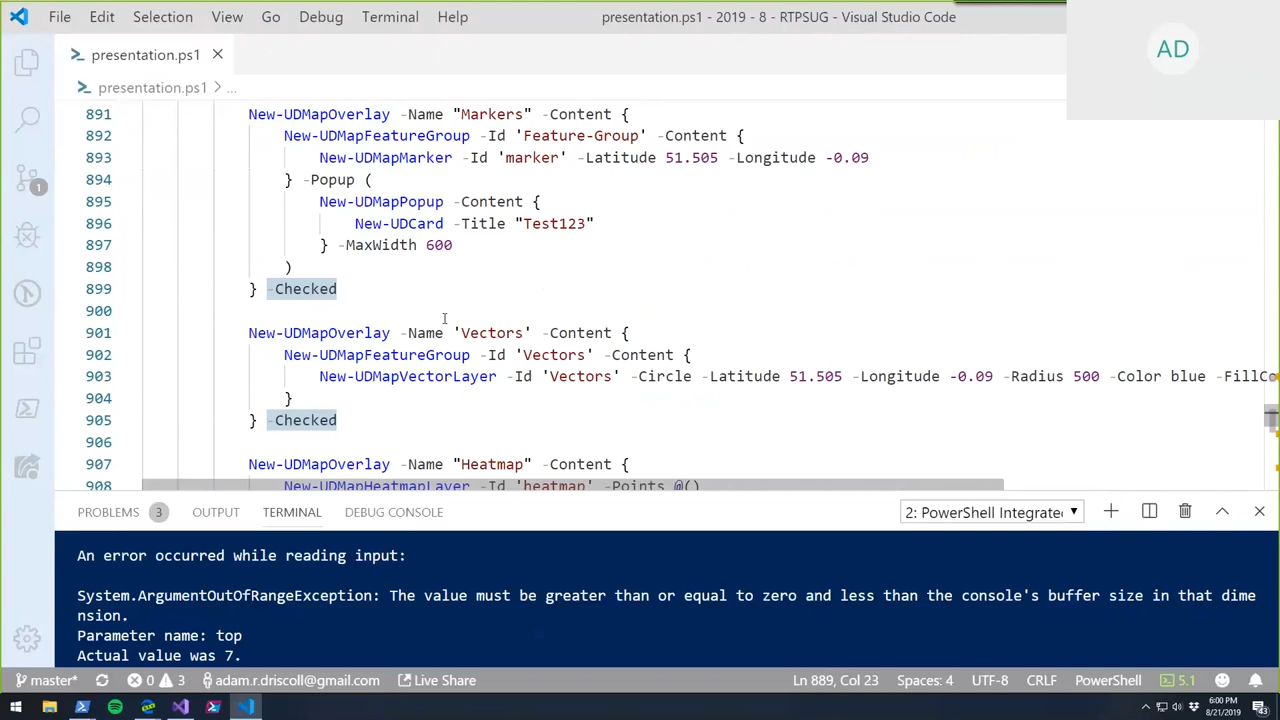 File Edit Selection View Go Debug Terminal Help presentation.ps1 - 2019 - 8 - RTPSUG - Visual Studio Code
AD
presentation.ps1
presentation.ps1 > ...
891 New-UDMapOverlay -Name "Markers" -Content {
892 New-UDMapFeatureGroup -Id 'Feature-Group' -Content {
893 New-UDMapMarker -Id 'marker' -Latitude 51.505 -Longitude -0.09
894 } -Popup (
895 New-UDMapPopup -Content {
896 New-UDCard -Title "Test123"
897 } -MaxWidth 600
898 )
899 } -Checked
900
901 New-UDMapOverlay -Name 'Vectors' -Content {
902 New-UDMapFeatureGroup -Id 'Vectors' -Content {
903 New-UDMapVectorLayer -Id 'Vectors' -Circle -Latitude 51.505 -Longitude -0.09 -Radius 500 -Color blue -FillCo
904 }
905 } -Checked
906
907 New-UDMapOverlay -Name "Heatmap" -Content {
908 New-UDMapHeatmapLayer -Id 'heatmap' -Points @()
PROBLEMS 3 OUTPUT TERMINAL DEBUG CONSOLE 2: PowerShell Integrated
An error occurred while reading input:
System.ArgumentOutOfRangeException: The value must be greater than or equal to zero and less than the console's buffer size in that dime
nsion.
Parameter name: top
Actual value was 7.
master* 0 3 adam.r.driscoll@gmail.com Live Share Ln 889, Col 23 Spaces: 4 UTF-8 CRLF PowerShell 5.1
6:00 PM
8/21/2019
43
1